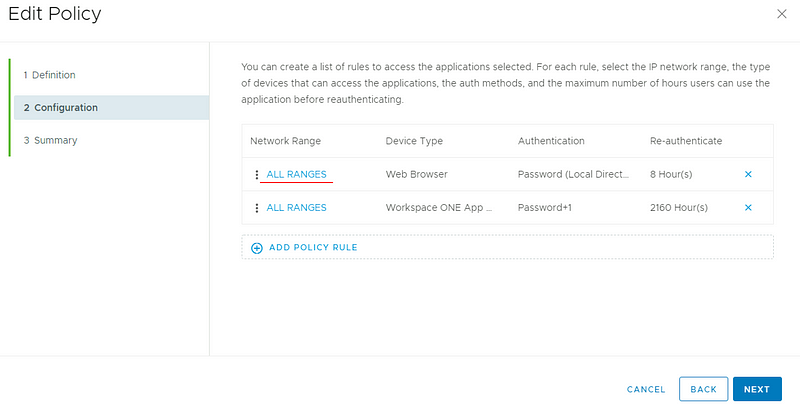 Edit Policy
1 Definition
2 Configuration
3 Summary
You can create a list of rules to access the applications selected. For each rule, select the IP network range, the type
of devices that can access the applications, the auth methods, and the maximum number of hours users can use the
application before reauthenticating.
Network Range Device Type Authentication Re-authenticate
ALL RANGES Web Browser Password (Local Direct... 8 Hour(s)
ALL RANGES Workspace ONE App ... Password+1 2160 Hour(s)
ADD POLICY RULE
CANCEL BACK NEXT